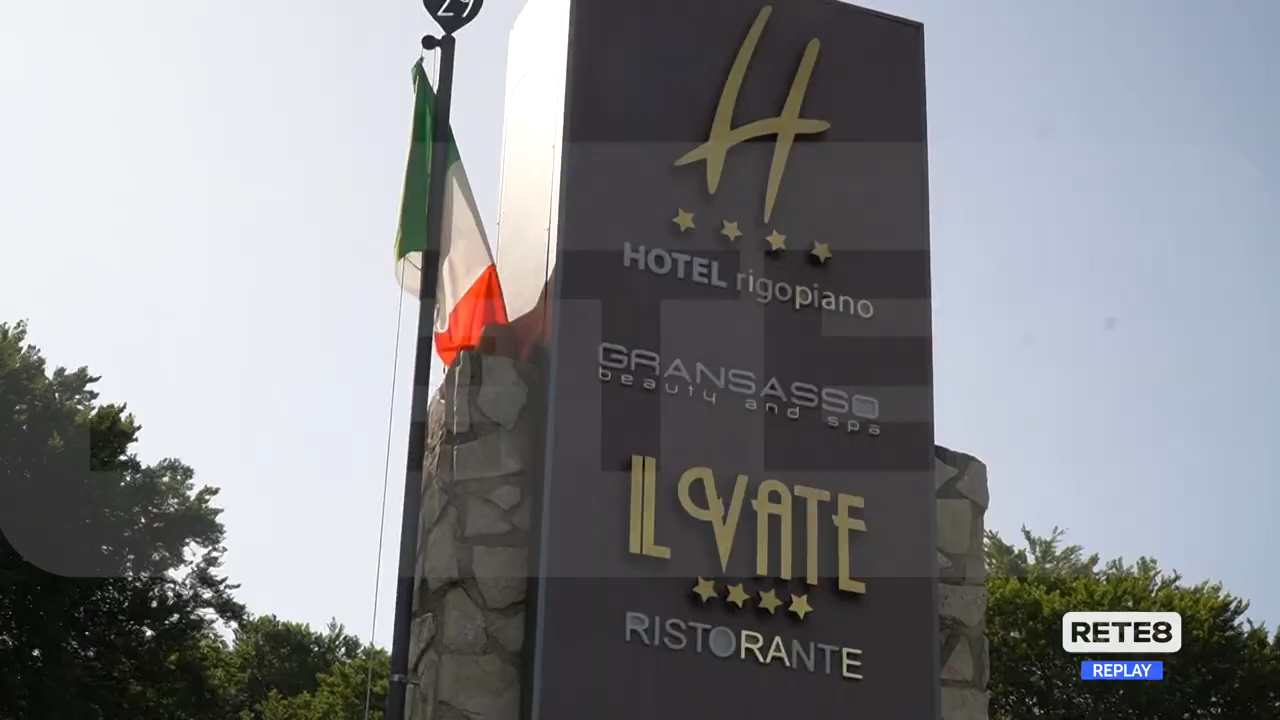 29
H
HOTEL rigopiano
GRANSASSO
beauty and spa
IL VATE
RISTORANTE
RETE8
REPLAY